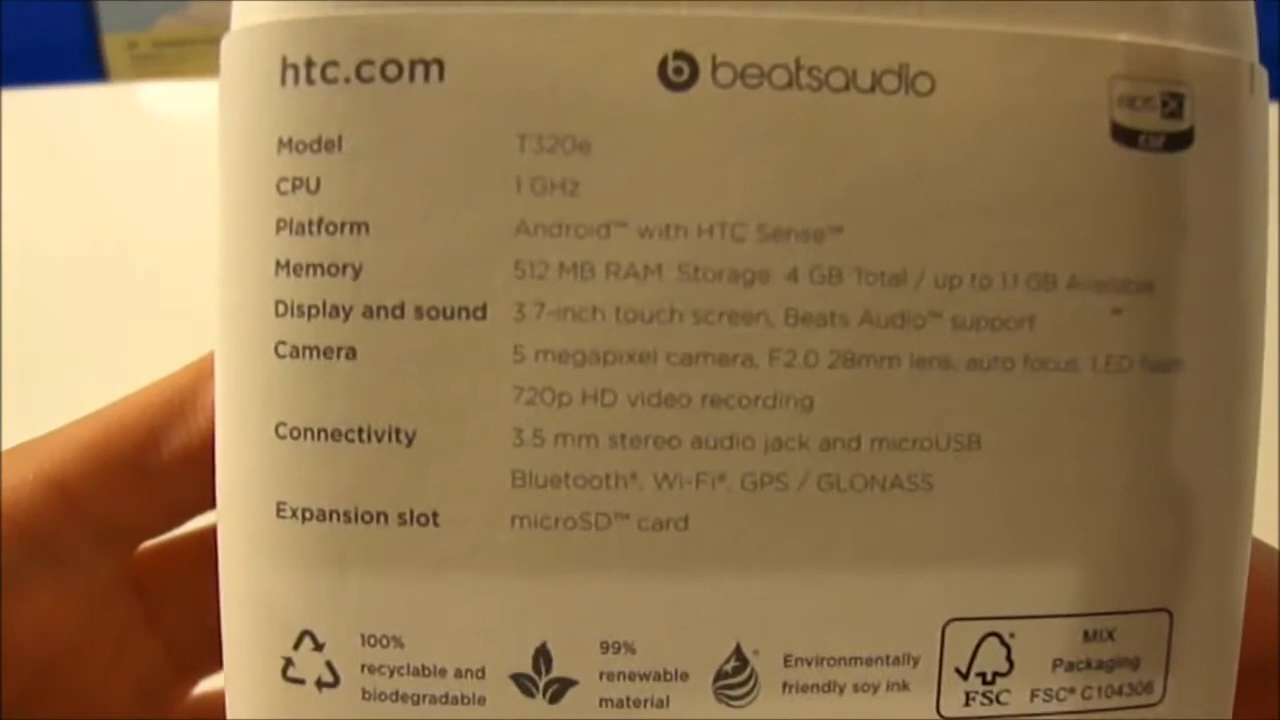 htc.com beatsaudio
Model T320e
CPU 1 GHz
Platform Android™ with HTC Sense™
Memory 512 MB RAM, Storage: 4 GB Total / up to 1.1 GB Available
Display and sound 3.7-inch touch screen, Beats Audio™ support
Camera 5 megapixel camera, F2.0 28mm lens, auto focus, LED flash
720p HD video recording
Connectivity 3.5 mm stereo audio jack and microUSB
Bluetooth®, Wi-Fi®, GPS / GLONASS
Expansion slot microSD™ card
100%
recyclable and
biodegradable
99%
renewable
material
Environmentally
friendly soy ink
FSC
MIX
Packaging
FSC® C104306